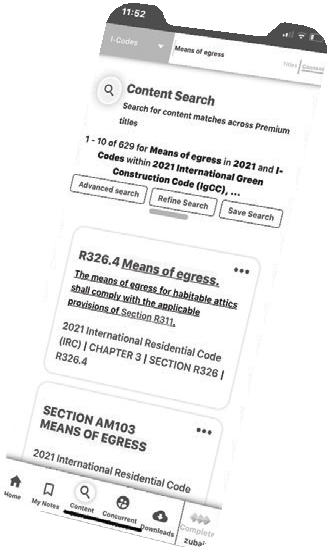 11:52
I-Codes
Means of egress
Titles | Content
Content Search
Search for content matches across Premium
titles
1 - 10 of 629 for Means of egress in 2021 and I-
Codes within 2021 International Green
Construction Code (IgCC), ...
Advanced search
Refine Search
Save Search
R326.4 Means of egress.
The means of egress for habitable attics
shall comply with the applicable
provisions of Section R311.
2021 International Residential Code
(IRC) | CHAPTER 3 | SECTION R326 |
R326.4
SECTION AM103
MEANS OF EGRESS
2021 International Residential Code
Home
My Notes
Content
Concurrent
Downloads
Complete
zuba